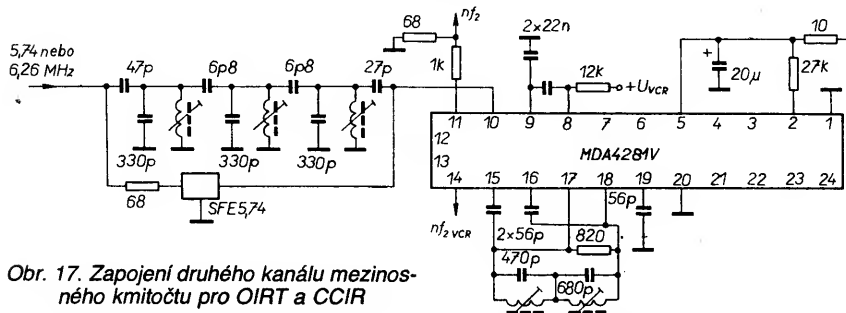 5,74 nebo
6,26 MHz
47p
6p8
6p8
27p
330p
330p
330p
68
SFE5,74
68
nf2
1k
2×22n
12k
+UVCR
+
20µ
27k
10
11
10
9
8
7
6
5
4
3
2
1
12
13
MDA4281V
14
15
16
17
18
19
20
21
22
23
24
nf2 VCR
2×56p
56p
820
470p
680p
Obr. 17. Zapojení druhého kanálu mezinos-
ného kmitočtu pro OIRT a CCIR